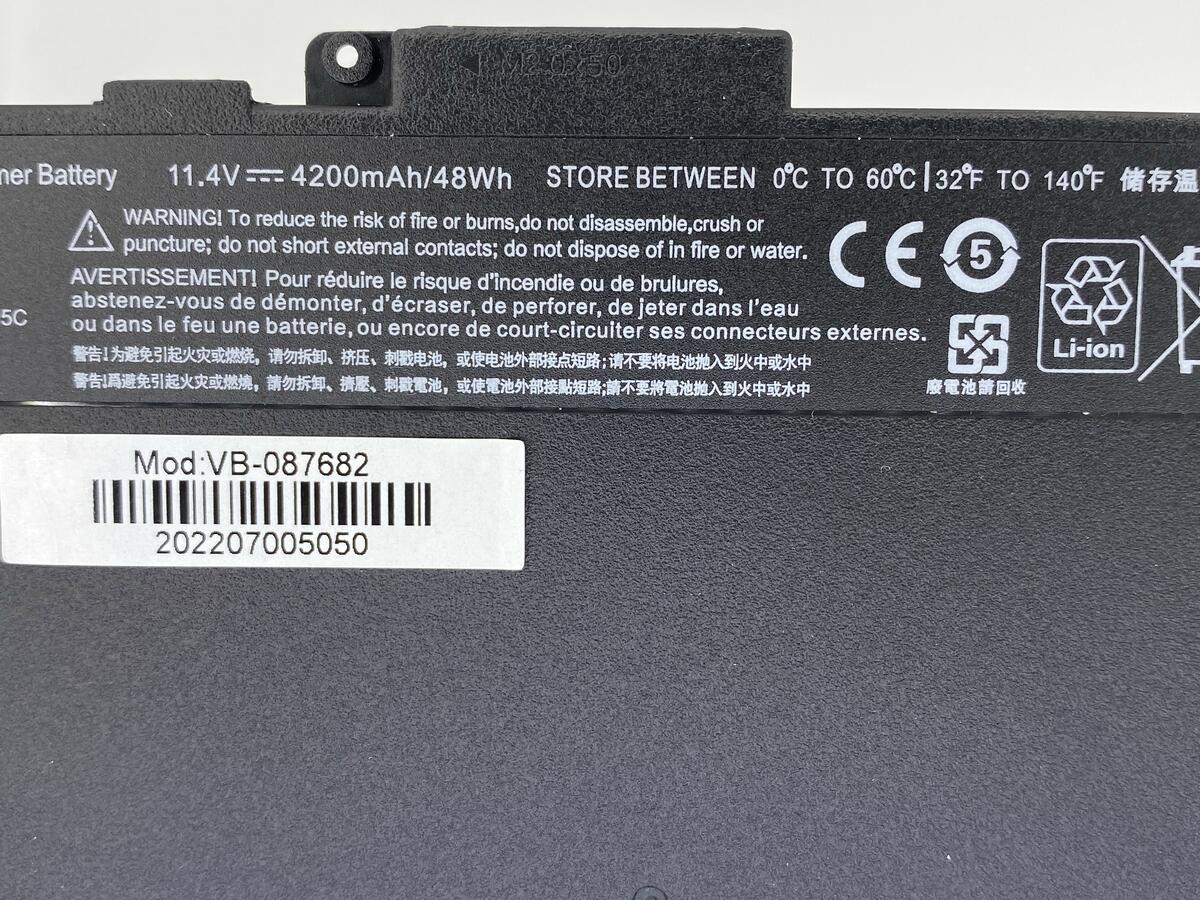 ner Battery 11.4V 4200mAh/48Wh STORE BETWEEN 0°C TO 60°C|32°F TO 140°F 储存温
WARNING! To reduce the risk of fire or burns,do not disassemble,crush or
puncture; do not short external contacts; do not dispose of in fire or water.
AVERTISSEMENT! Pour réduire le risque d'incendie ou de brulures,
abstenez-vous de démonter, d'écraser, de perforer, de jeter dans l'eau
ou dans le feu une batterie, ou encore de court-circuiter ses connecteurs externes.
5C
警告!为避免引起火灾或燃烧，请勿拆卸、挤压、刺戳电池，或使电池外部接点短路;请不要将电池抛入到火中或水中
警告!爲避免引起火灾或燃燒，請勿拆卸、擠壓、刺戳電池，或使電池外部接點短路;請不要將電池抛入到火中或水中
CE
5
Li-ion
廢電池請回收
Mod:VB-087682
202207005050